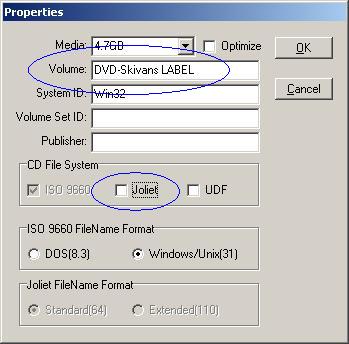 Properties
Media: 4.7GB Optimize OK
Volume: DVD-Skivans LABEL
System ID: Win32 Cancel
Volume Set ID:
Publisher:
CD File System
ISO 9660 Joliet UDF
ISO 9660 FileName Format
DOS(8.3) Windows/Unix(31)
Joliet FileName Format
Standard(64) Extended(110)